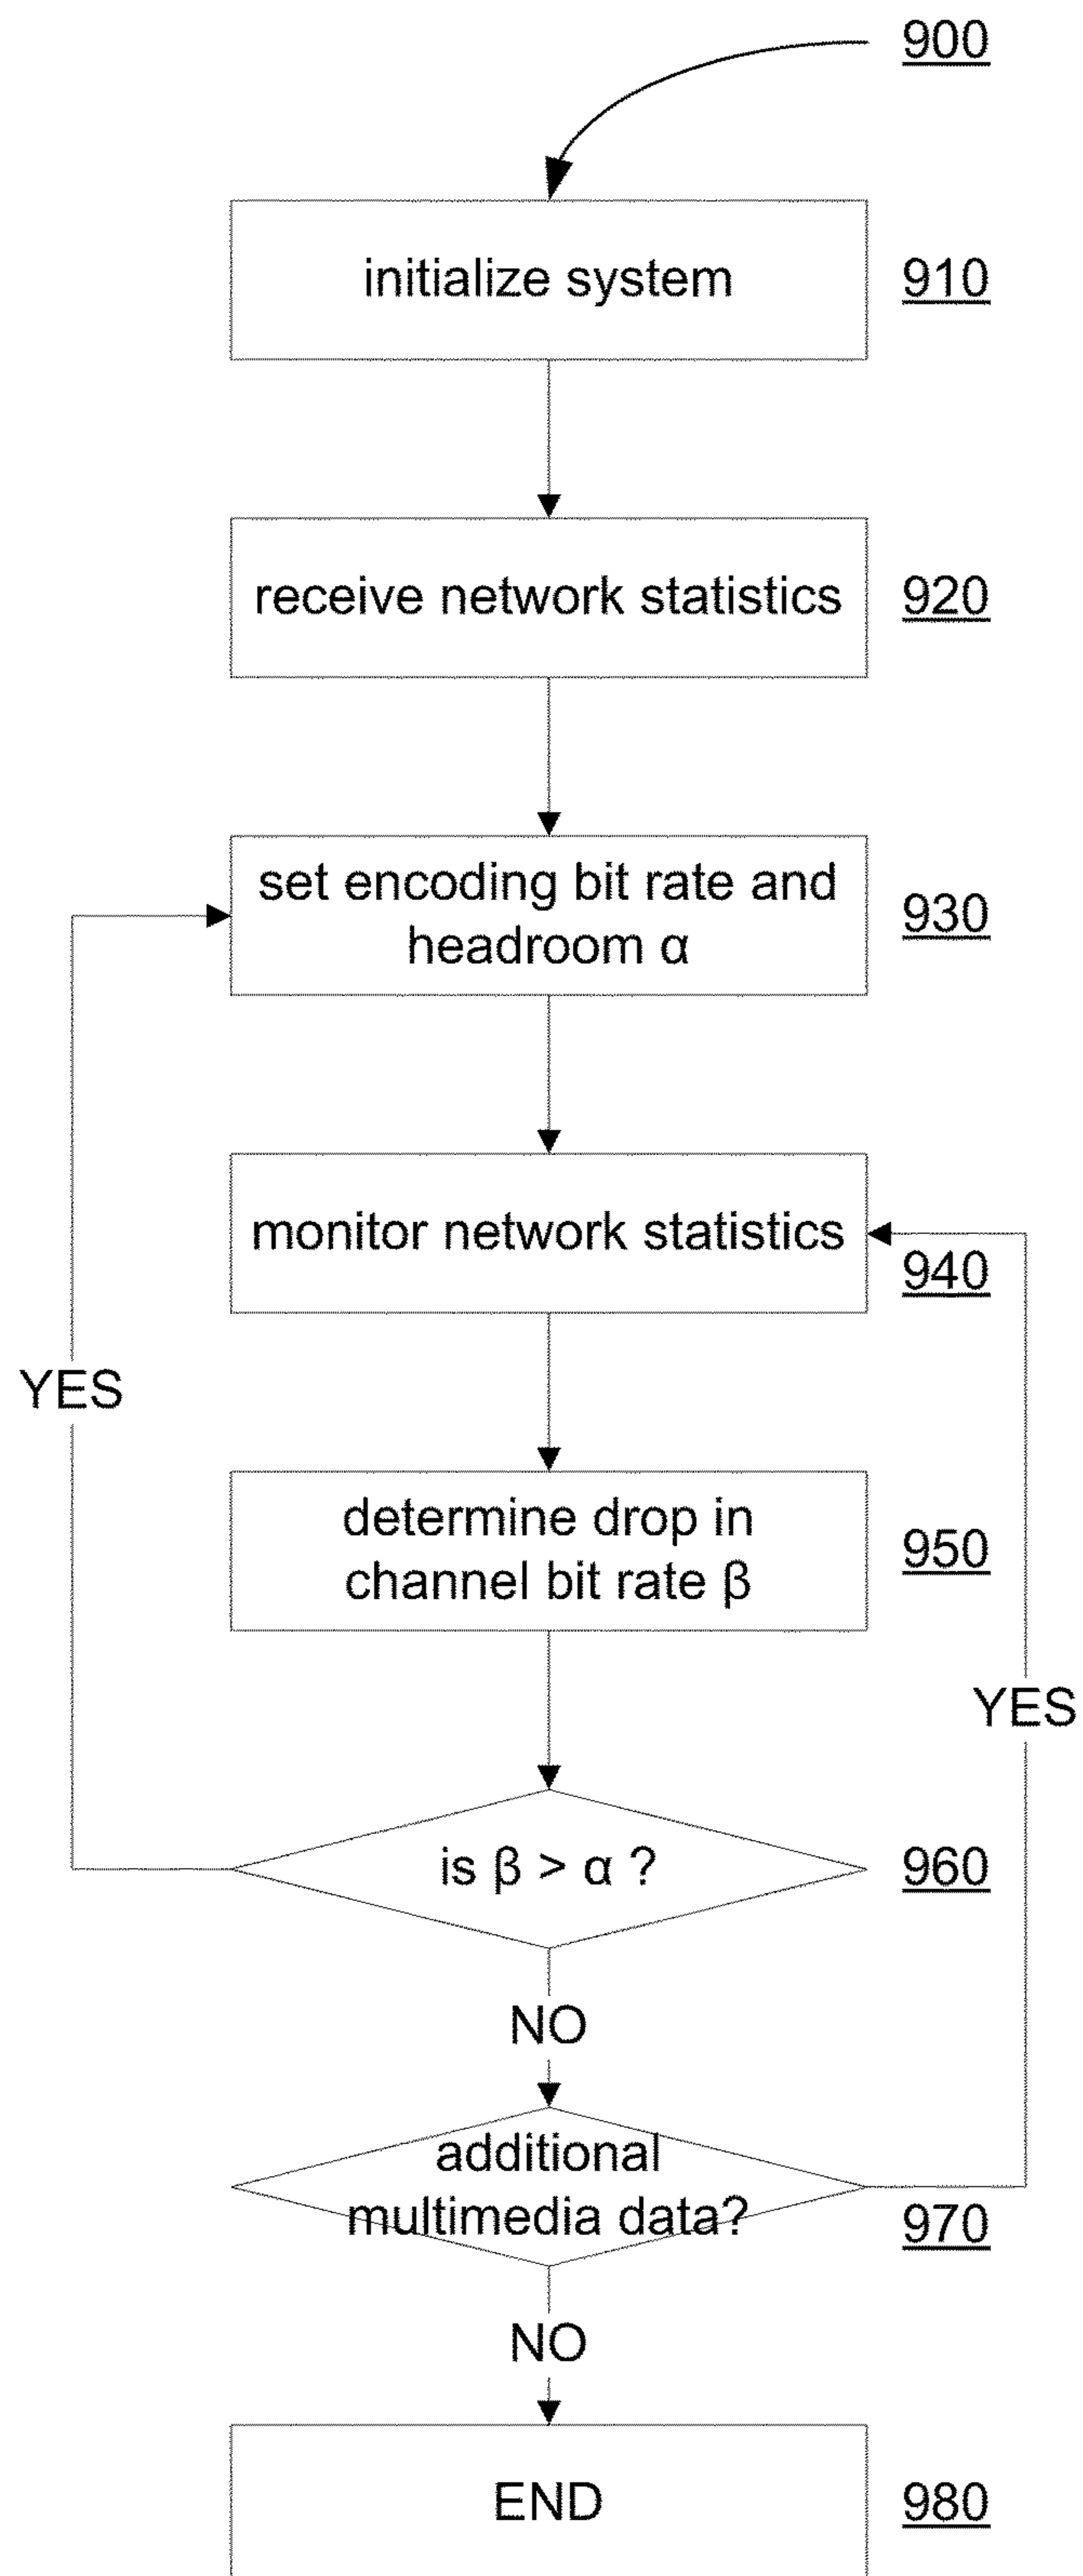 900
initialize system
910
receive network statistics
920
set encoding bit rate and
headroom α
930
monitor network statistics
940
YES
determine drop in
channel bit rate β
950
YES
is β > α ?
960
NO
additional
multimedia data?
970
NO
END
980